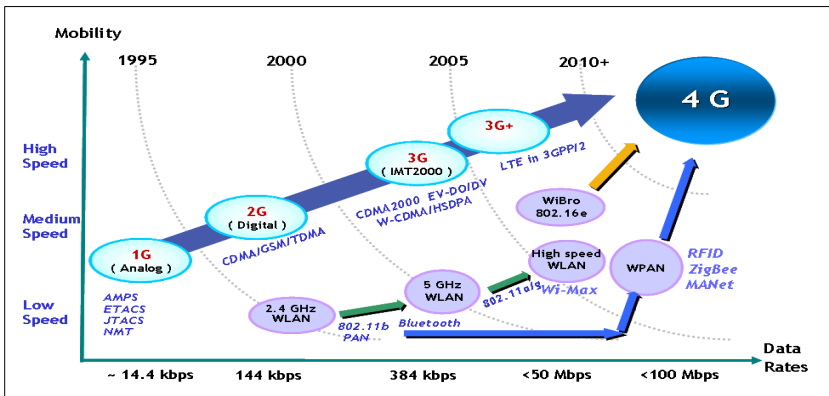 Mobility
1995
2000
2005
2010+
4 G
3G+
High
Speed
3G
( IMT2000 )
LTE in 3GPP/2
2G
( Digital )
CDMA2000 EV-DO/DV
W-CDMA/HSDPA
WiBro
802.16e
Medium
Speed
CDMA/GSM/TDMA
1G
( Analog )
High speed
WLAN
WPAN
RFID
ZigBee
MANet
5 GHz
WLAN
802.11a/g
Wi-Max
Low
Speed
AMPS
ETACS
JTACS
NMT
2.4 GHz
WLAN
802.11b
PAN
Bluetooth
Data
Rates
~ 14.4 kbps
144 kbps
384 kbps
<50 Mbps
<100 Mbps